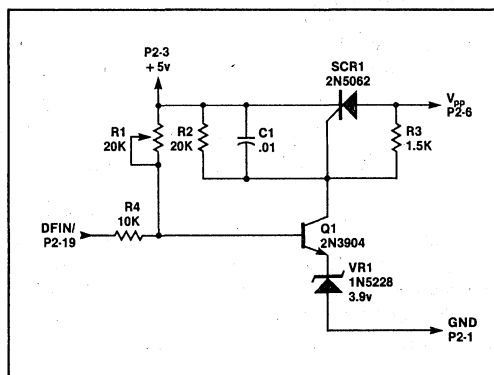 P2-3
+5v
SCR1
2N5062
Vpp
P2-6
R1
20K
R2
20K
C1
.01
R3
1.5K
R4
10K
DFIN/
P2-19
Q1
2N3904
VR1
1N5228
3.9v
GND
P2-1